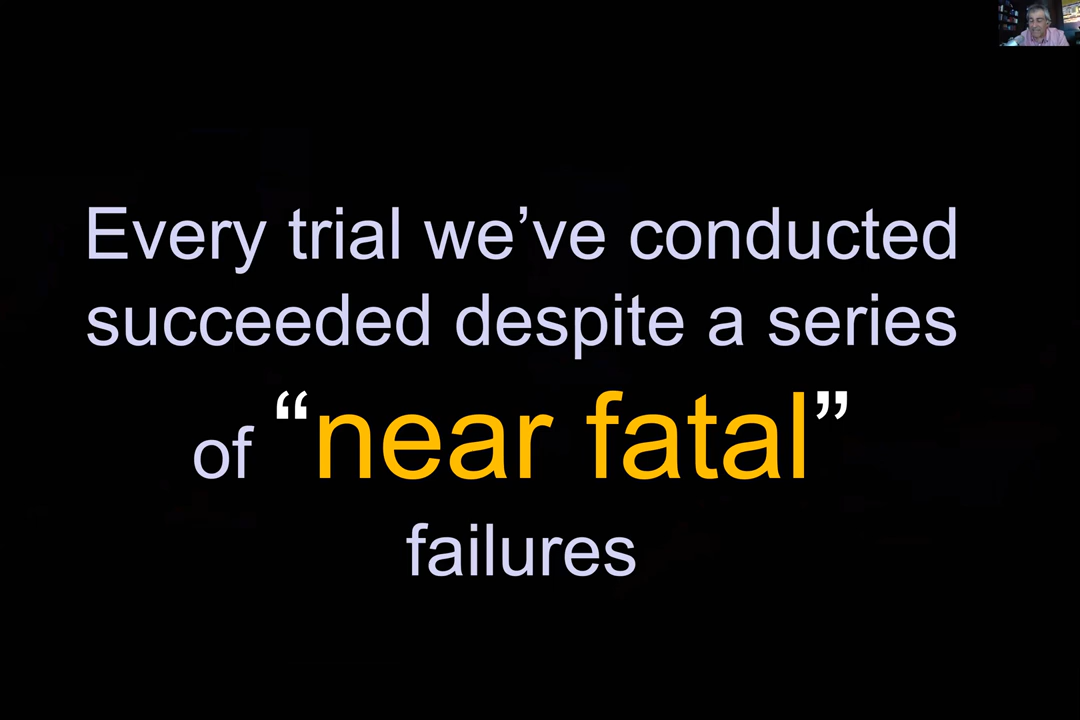 Every trial we’ve conducted
succeeded despite a series
of “near fatal”
failures